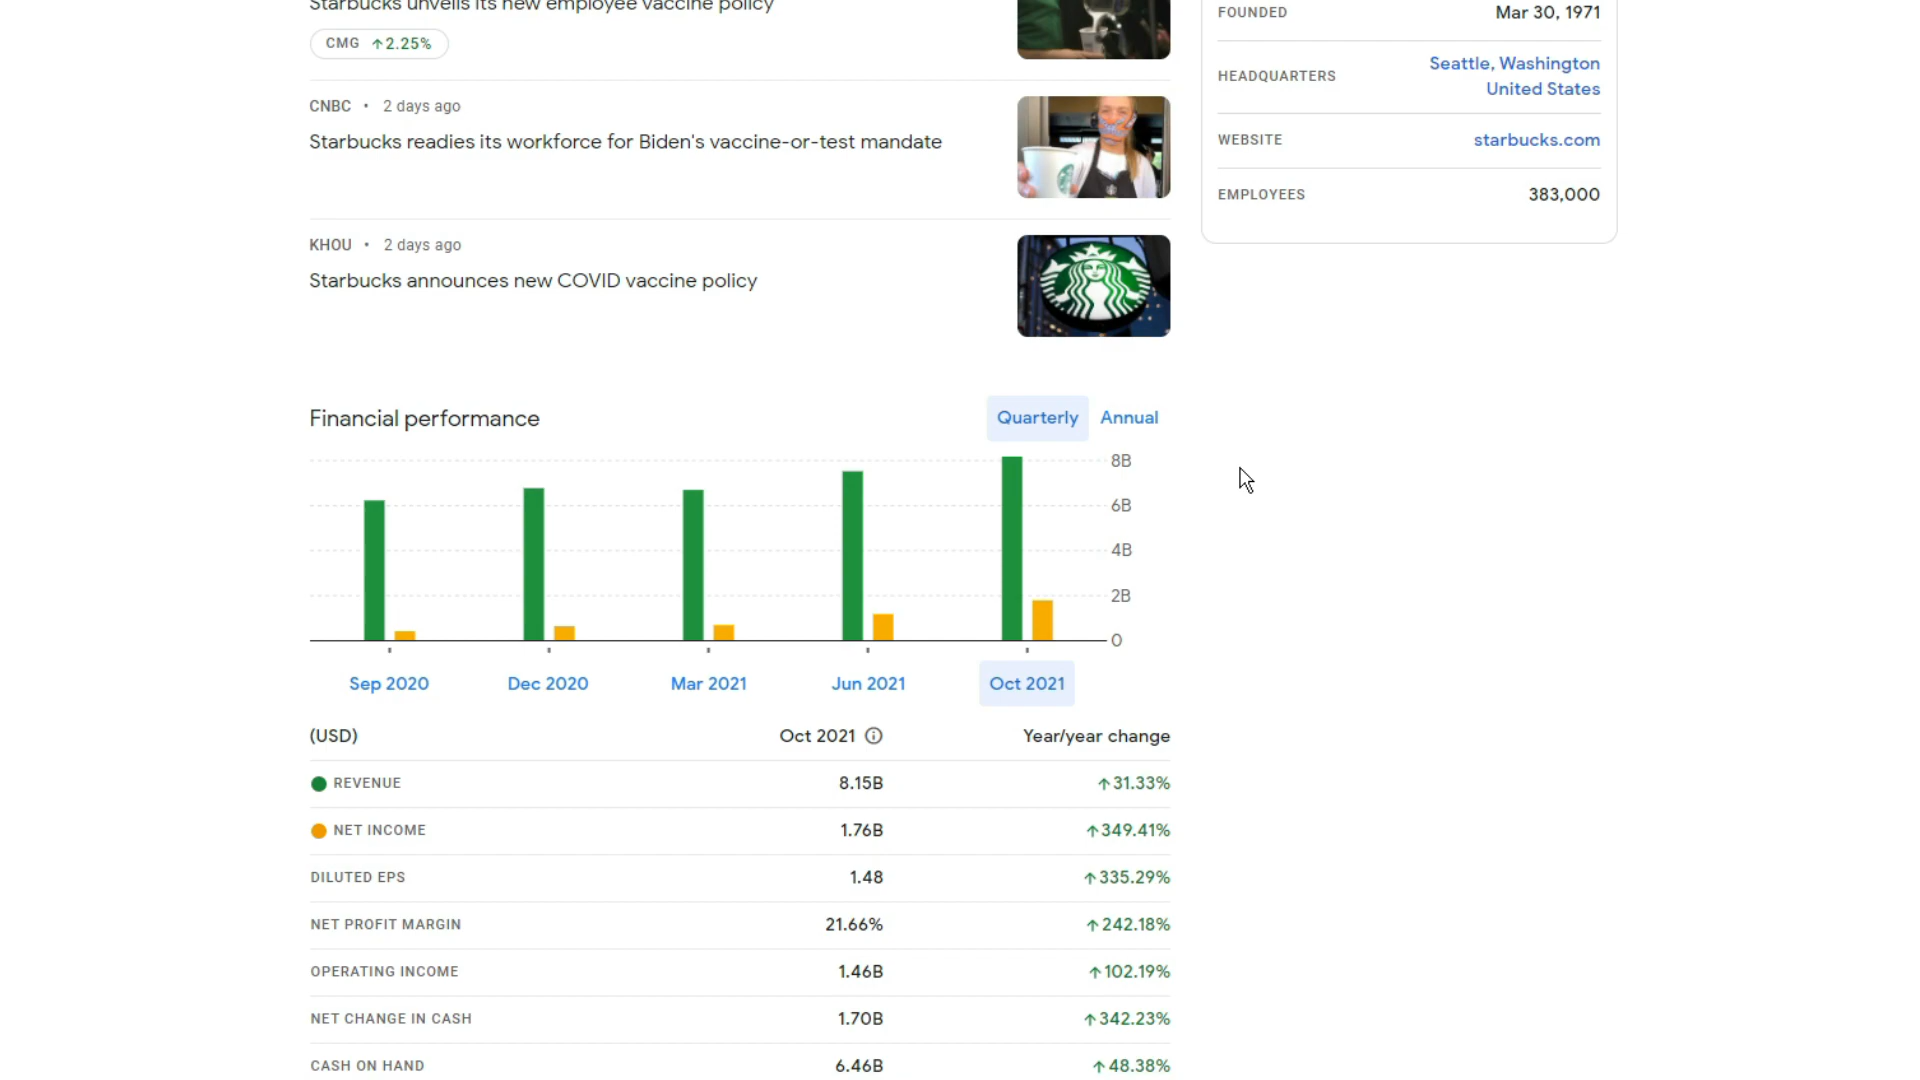 Starbucks unveils its new employee vaccine policy
CMG ↑2.25%
CNBC • 2 days ago
Starbucks readies its workforce for Biden's vaccine-or-test mandate
KHOU • 2 days ago
Starbucks announces new COVID vaccine policy
FOUNDED Mar 30, 1971
HEADQUARTERS Seattle, Washington
United States
WEBSITE starbucks.com
EMPLOYEES 383,000
Financial performance Quarterly Annual
8B
6B
4B
2B
0
Sep 2020 Dec 2020 Mar 2021 Jun 2021 Oct 2021
(USD) Oct 2021 Year/year change
REVENUE 8.15B ↑31.33%
NET INCOME 1.76B ↑349.41%
DILUTED EPS 1.48 ↑335.29%
NET PROFIT MARGIN 21.66% ↑242.18%
OPERATING INCOME 1.46B ↑102.19%
NET CHANGE IN CASH 1.70B ↑342.23%
CASH ON HAND 6.46B ↑48.38%